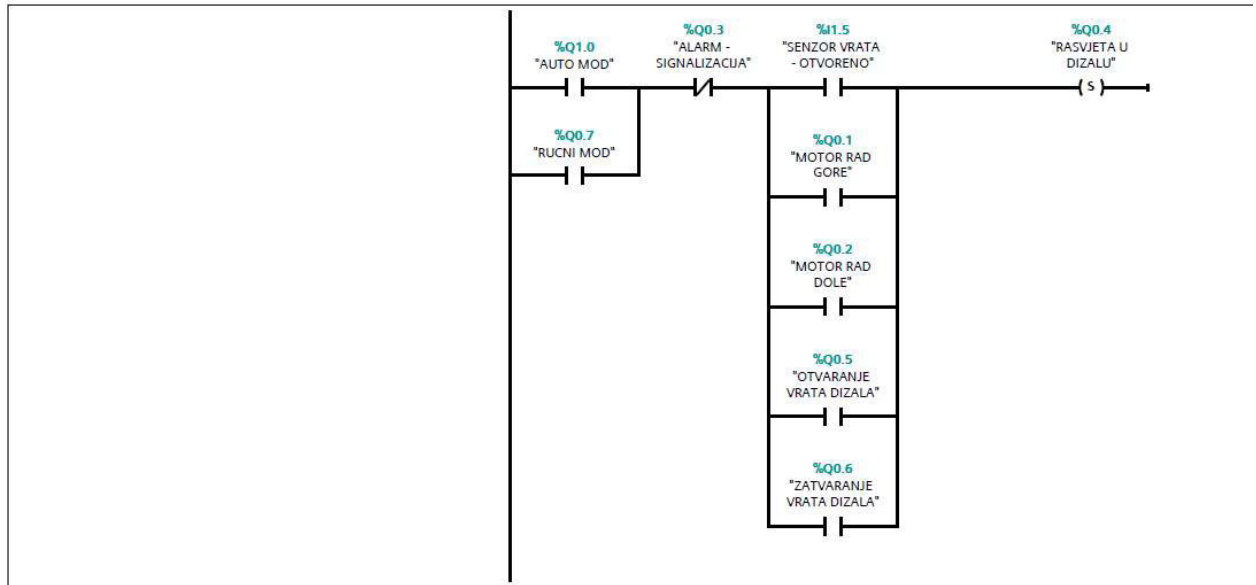 %Q1.0
"AUTO MOD"
%Q0.3
"ALARM -
SIGNALIZACIJA"
%I1.5
"SENZOR VRATA
- OTVORENO"
%Q0.4
"RASVJETA U
DIZALU"
S
%Q0.7
"RUCNI MOD"
%Q0.1
"MOTOR RAD
GORE"
%Q0.2
"MOTOR RAD
DOLE"
%Q0.5
"OTVARANJE
VRATA DIZALA"
%Q0.6
"ZATVARANJE
VRATA DIZALA"